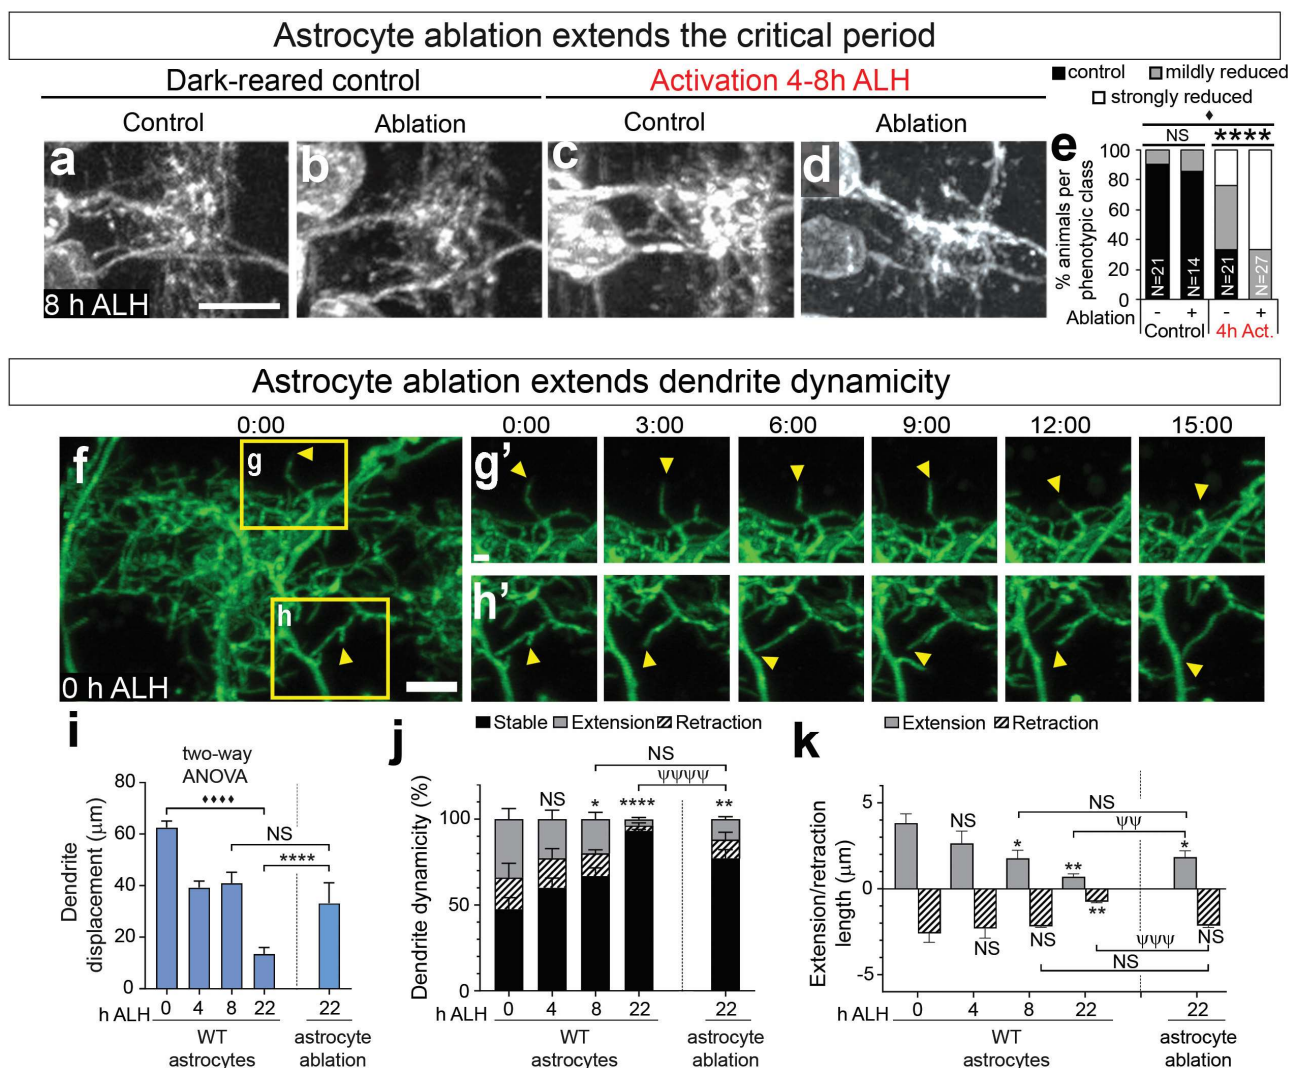 Astrocyte ablation extends the critical period
Dark-reared control
Activation 4-8h ALH
Control
Ablation
Control
Ablation
a
b
c
d
8 h ALH
control
mildly reduced
strongly reduced
♦
NS
****
e
% animals per
phenotypic class
100
80
60
40
20
0
N=21
N=14
N=21
N=27
Ablation
- + - +
Control
4h Act.
Astrocyte ablation extends dendrite dynamicity
0:00
0:00 3:00 6:00 9:00 12:00 15:00
f
g
h
0 h ALH
g’
h’
i
two-way
ANOVA
♦♦♦♦
NS
****
Dendrite
displacement (μm)
80
60
40
20
0
h ALH
0 4 8 22 22
WT
astrocytes
astrocyte
ablation
j
Stable Extension Retraction
NS
ψψψψ
NS * **** **
Dendrite dynamicity (%)
100
50
0
h ALH
0 4 8 22 22
WT
astrocytes
astrocyte
ablation
k
Extension Retraction
NS
ψψ
NS * ** *
Extension/retraction
length (μm)
5
0
-5
NS NS ** NS
ψψψ
NS
h ALH
0 4 8 22 22
WT
astrocytes
astrocyte
ablation